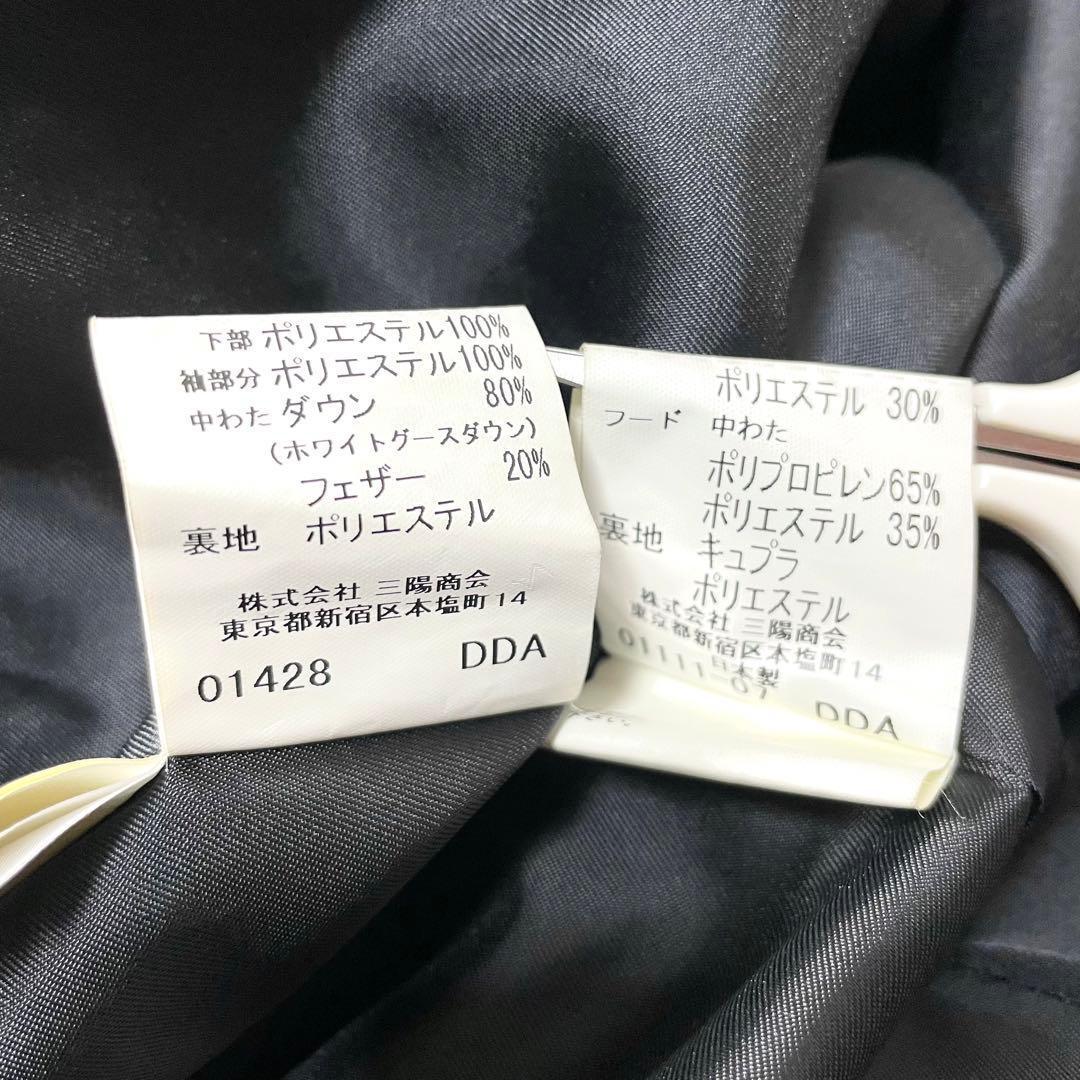 下部 ポリエステル100%
袖部分 ポリエステル100%
中わた ダウン 80%
(ホワイトグースダウン)
フェザー 20%
裏地 ポリエステル
株式会社 三陽商会
東京都新宿区本塩町14
01428 DDA
ポリエステル 30%
フード 中わた
ポリプロピレン65%
ポリエステル 35%
裏地 キュプラ
ポリエステル
株式会社 三陽商会
東京都新宿区本塩町14
日本製
01111-07 DDA